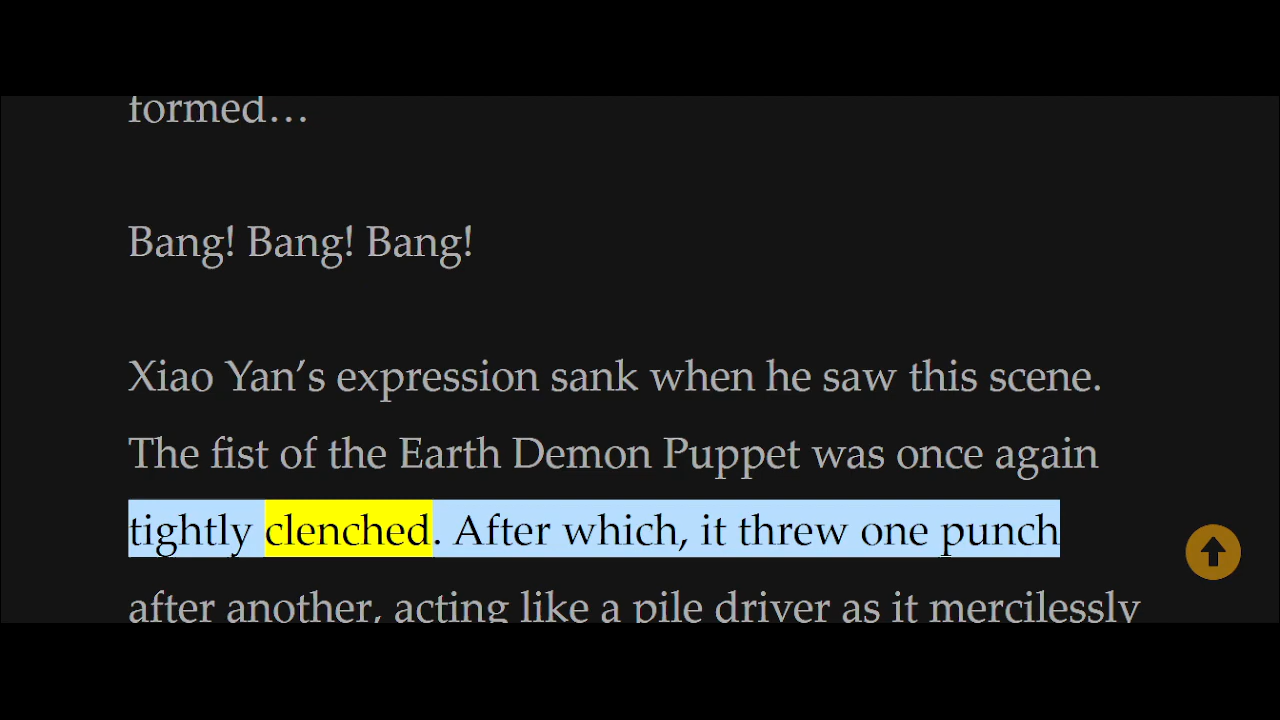 formed…
Bang! Bang! Bang!
Xiao Yan’s expression sank when he saw this scene.
The fist of the Earth Demon Puppet was once again
tightly clenched. After which, it threw one punch
after another, acting like a pile driver as it mercilessly